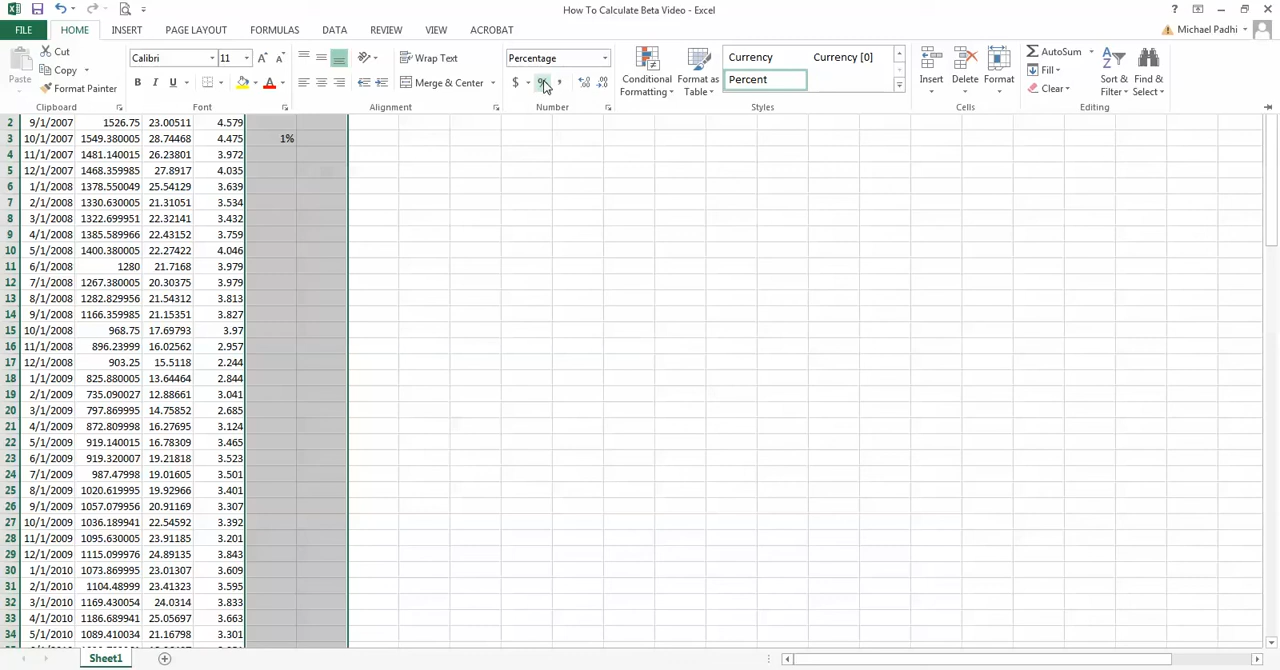 How To Calculate Beta Video - Excel
FILE HOME INSERT PAGE LAYOUT FORMULAS DATA REVIEW VIEW ACROBAT Michael Padhi
Paste
Cut
Copy
Format Painter
Clipboard
Calibri 11
B I U A
Font
Wrap Text
Merge & Center
Alignment
Percentage
$ % ,
Number
Conditional Formatting
Format as Table
Currency Currency [0]
Percent
Styles
Insert Delete Format
Cells
AutoSum
Fill
Clear
Sort & Filter
Find & Select
Editing
2 9/1/2007 1526.75 23.00511 4.579
3 10/1/2007 1549.380005 28.74468 4.475 1%
4 11/1/2007 1481.140015 26.23801 3.972
5 12/1/2007 1468.359985 27.8917 4.035
6 1/1/2008 1378.550049 25.54129 3.639
7 2/1/2008 1330.630005 21.31051 3.534
8 3/1/2008 1322.699951 22.32141 3.432
9 4/1/2008 1385.589966 22.43152 3.759
10 5/1/2008 1400.380005 22.27422 4.046
11 6/1/2008 1280 21.7168 3.979
12 7/1/2008 1267.380005 20.30375 3.979
13 8/1/2008 1282.829956 21.54312 3.813
14 9/1/2008 1166.359985 21.15351 3.827
15 10/1/2008 968.75 17.69793 3.97
16 11/1/2008 896.23999 16.02562 2.957
17 12/1/2008 903.25 15.5118 2.244
18 1/1/2009 825.880005 13.64464 2.844
19 2/1/2009 735.090027 12.88661 3.041
20 3/1/2009 797.869995 14.75852 2.685
21 4/1/2009 872.809998 16.27695 3.124
22 5/1/2009 919.140015 16.78309 3.465
23 6/1/2009 919.320007 19.21818 3.523
24 7/1/2009 987.47998 19.01605 3.501
25 8/1/2009 1020.619995 19.92966 3.401
26 9/1/2009 1057.079956 20.91169 3.307
27 10/1/2009 1036.189941 22.54592 3.392
28 11/1/2009 1095.630005 23.91185 3.201
29 12/1/2009 1115.099976 24.89135 3.843
30 1/1/2010 1073.869995 23.01307 3.609
31 2/1/2010 1104.48999 23.41323 3.595
32 3/1/2010 1169.430054 24.0314 3.833
33 4/1/2010 1186.689941 25.05697 3.663
34 5/1/2010 1089.410034 21.16798 3.301
Sheet1